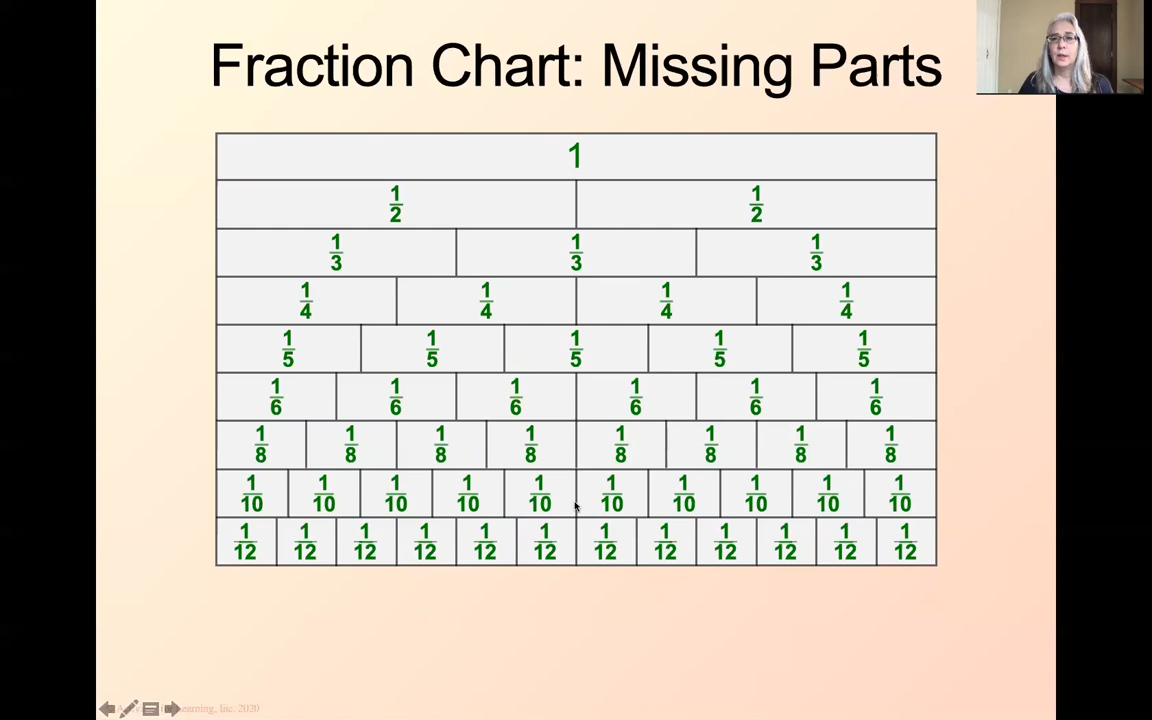 Fraction Chart: Missing Parts
1
1/2 1/2
1/3 1/3 1/3
1/4 1/4 1/4 1/4
1/5 1/5 1/5 1/5 1/5
1/6 1/6 1/6 1/6 1/6 1/6
1/8 1/8 1/8 1/8 1/8 1/8 1/8 1/8
1/10 1/10 1/10 1/10 1/10 1/10 1/10 1/10 1/10 1/10
1/12 1/12 1/12 1/12 1/12 1/12 1/12 1/12 1/12 1/12 1/12 1/12
Inc. 2020